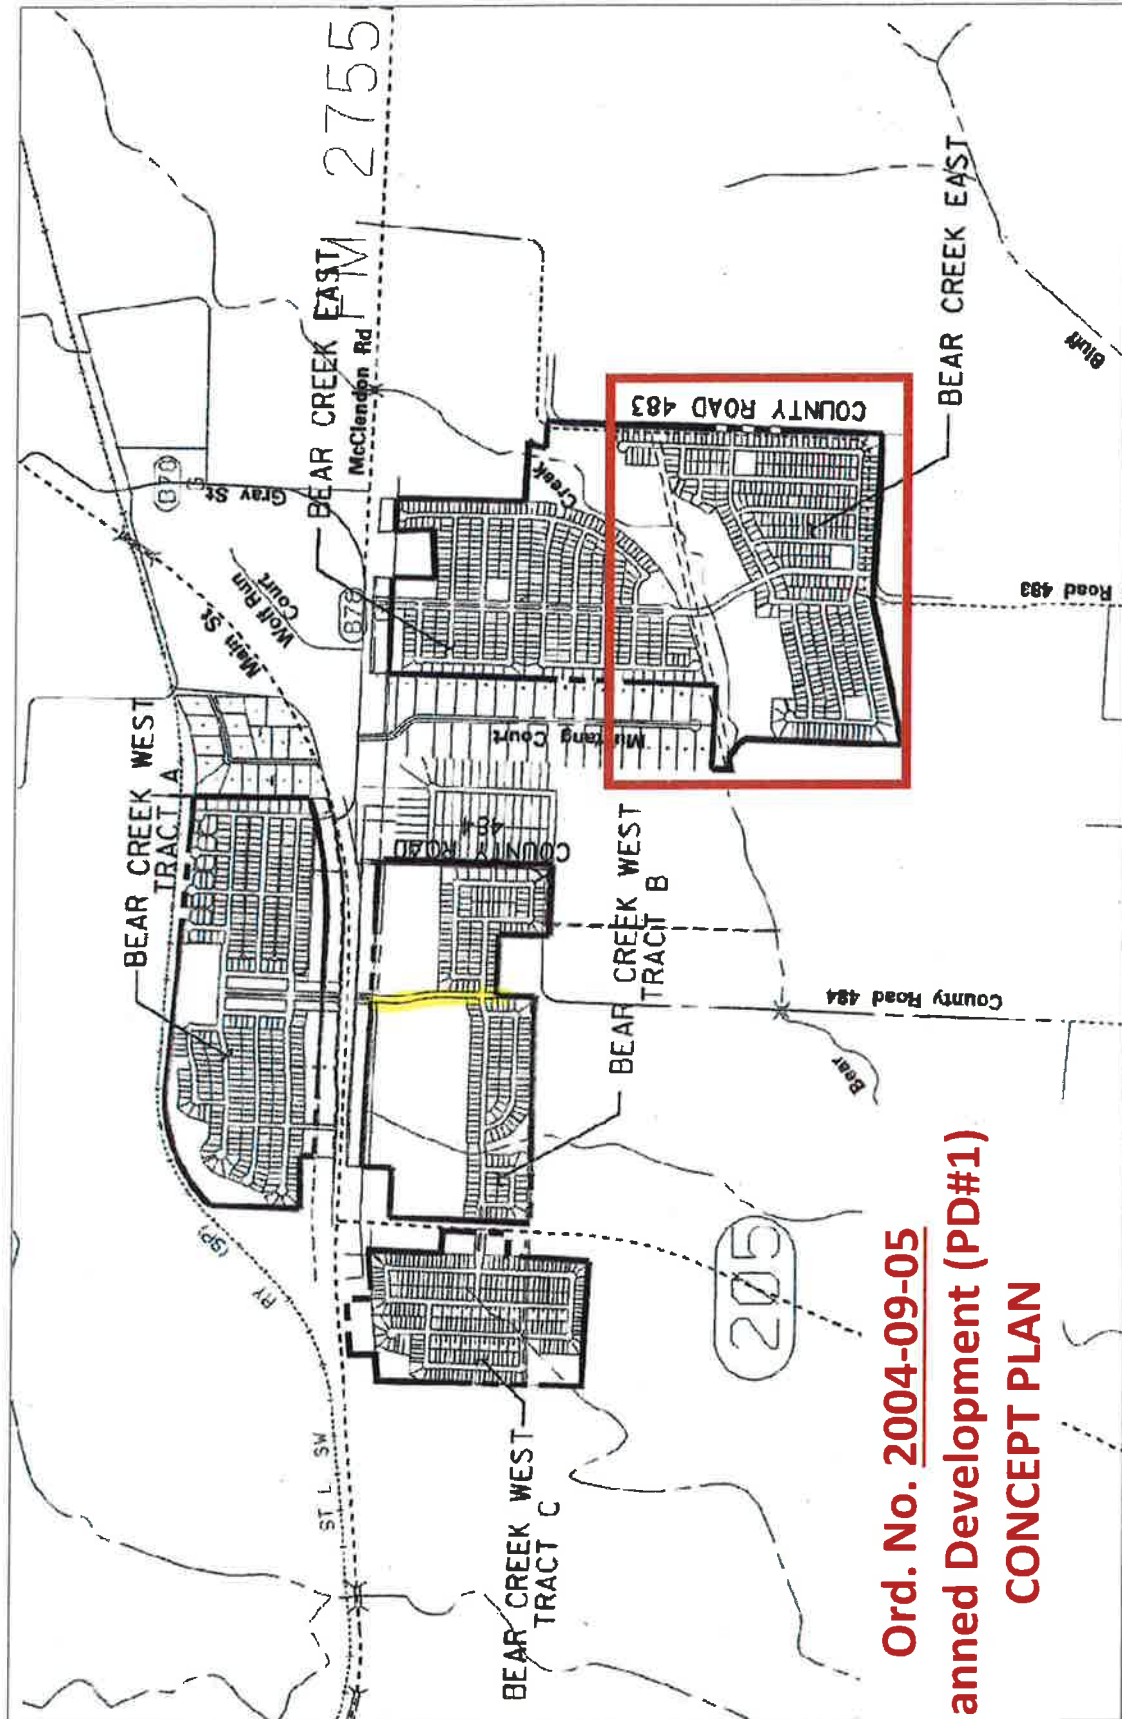 FM 2755
BEAR CREEK EAST
McClendon Rd
Gray St
Wolf Run
Court
Main St
BEAR CREEK WEST
TRACT A
COUNTY ROAD 483
Creek
BEAR CREEK EAST
Bluff
Road 483
Mustang Court
COUNTY ROAD
484
BEAR CREEK WEST
TRACT B
County Road 484
Bear
(SP)
RY
ST L SW
205
BEAR CREEK WEST
TRACT C
Ord. No. 2004-09-05
anned Development (PD#1)
CONCEPT PLAN